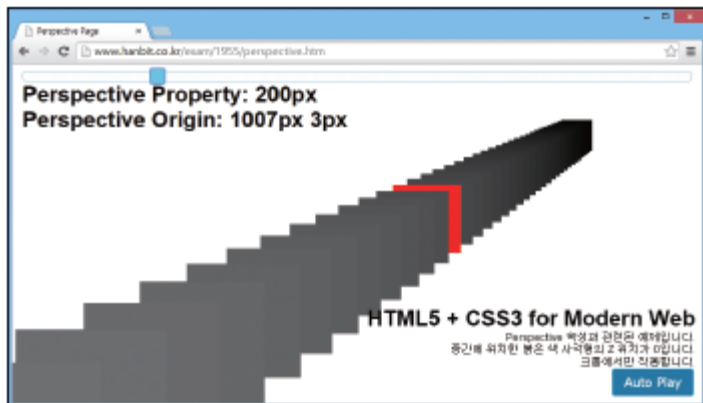 Perspective Page
www.hanbit.co.kr/exam/1955/perspective.htm
Perspective Property: 200px
Perspective Origin: 1007px 3px
HTML5 + CSS3 for Modern Web
Perspective 속성과 관련된 예제입니다.
중간에 위치한 붉은 색 사각형의 Z 위치가 0입니다.
크롬에서만 작동합니다.
Auto Play